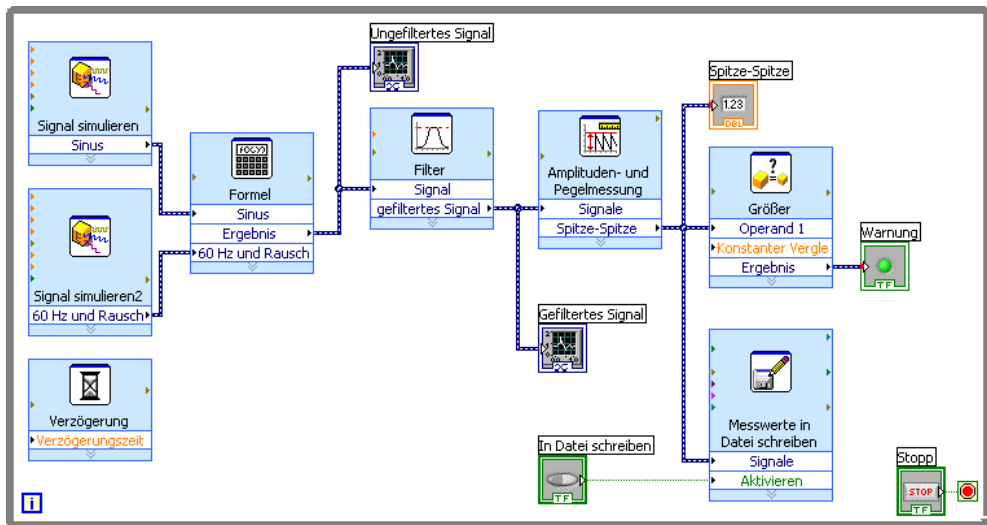 Ungefiltertes Signal
Signal simulieren
Sinus
f(x,y)
Formel
Sinus
Ergebnis
60 Hz und Rausch
Signal simulieren2
60 Hz und Rausch
Verzögerung
Verzögerungszeit
Filter
Signal
gefiltertes Signal
Gefiltertes Signal
Amplituden- und
Pegelmessung
Signale
Spitze-Spitze
Spitze-Spitze
1.23
DBL
?
=
Größer
Operand 1
Konstanter Vergle
Ergebnis
Warnung
TF
Messwerte in
Datei schreiben
Signale
Aktivieren
In Datei schreiben
TF
Stopp
STOP
TF
i